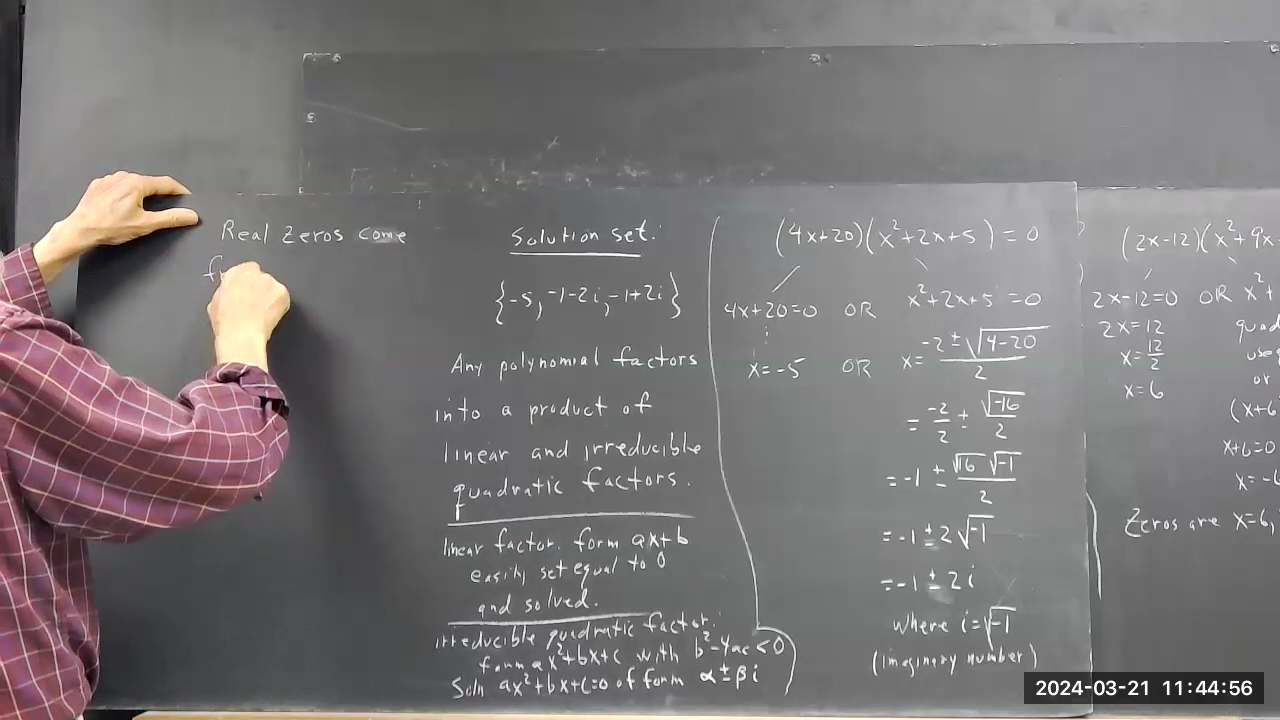 Real zeros come
Solution set:
{-5, -1-2i, -1+2i}
Any polynomial factors
into a product of
linear and irreducible
quadratic factors.
linear factor: form ax+b
easily set equal to 0
and solved.
irreducible quadratic factor:
form ax²+bx+c with b²-4ac<0
Soln ax²+bx+c=0 of form α±βi
(4x+20)(x²+2x+5)=0
4x+20=0 OR x²+2x+5=0
x=-5 OR x=(-2±√(4-20))/2
= -2/2 ± √-16/2
= -1 ± √16 √-1/2
= -1 ± 2√-1
= -1 ± 2i
where i=√-1
(imaginary number)
(2x-12)(x²+9x
2x-12=0 OR x²+
2x=12
x=12/2
x=6
or
(x+6
x+6=0
x=-6
Zeros are x=6,
2024-03-21 11:44:56